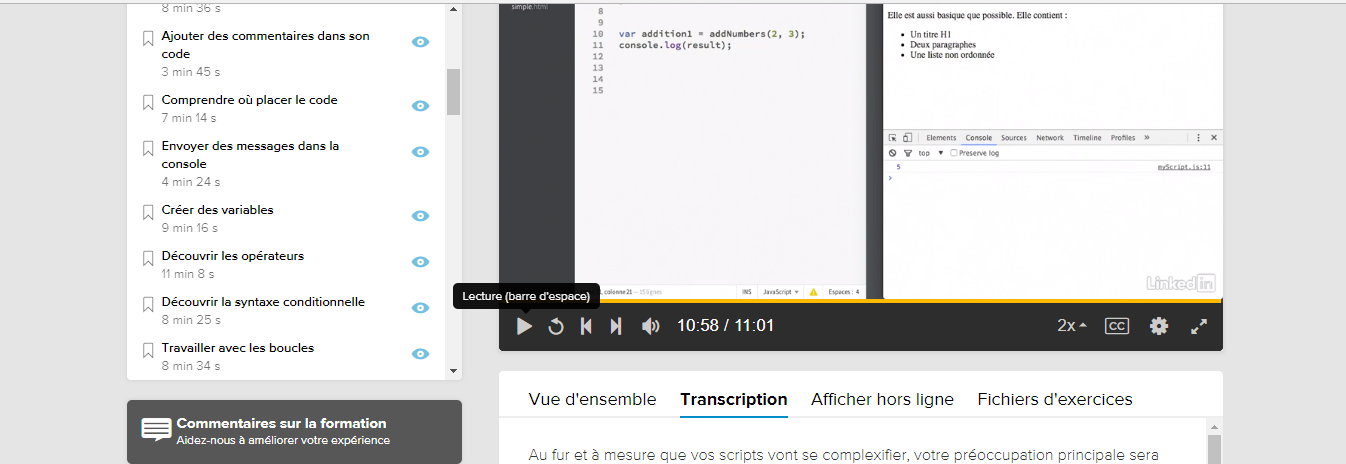 8 min 36 s
Ajouter des commentaires dans son
code
3 min 45 s
Comprendre où placer le code
7 min 14 s
Envoyer des messages dans la
console
4 min 24 s
Créer des variables
9 min 16 s
Découvrir les opérateurs
11 min 8 s
Découvrir la syntaxe conditionnelle
8 min 25 s
Travailler avec les boucles
8 min 34 s
Commentaires sur la formation
Aidez-nous à améliorer votre expérience
simple.html
8
9
10 var addition1 = addNumbers(2, 3);
11 console.log(result);
12
13
14
15
, colonne 21 — 15 lignes
INS JavaScript Espaces : 4
Elle est aussi basique que possible. Elle contient :
• Un titre H1
• Deux paragraphes
• Une liste non ordonnée
Elements Console Sources Network Timeline Profiles »
top Preserve log
5 myScript.js:11
>
Linked in
Lecture (barre d'espace)
10:58 / 11:01 2x CC
Vue d'ensemble Transcription Afficher hors ligne Fichiers d'exercices
Au fur et à mesure que vos scripts vont se complexifier, votre préoccupation principale sera